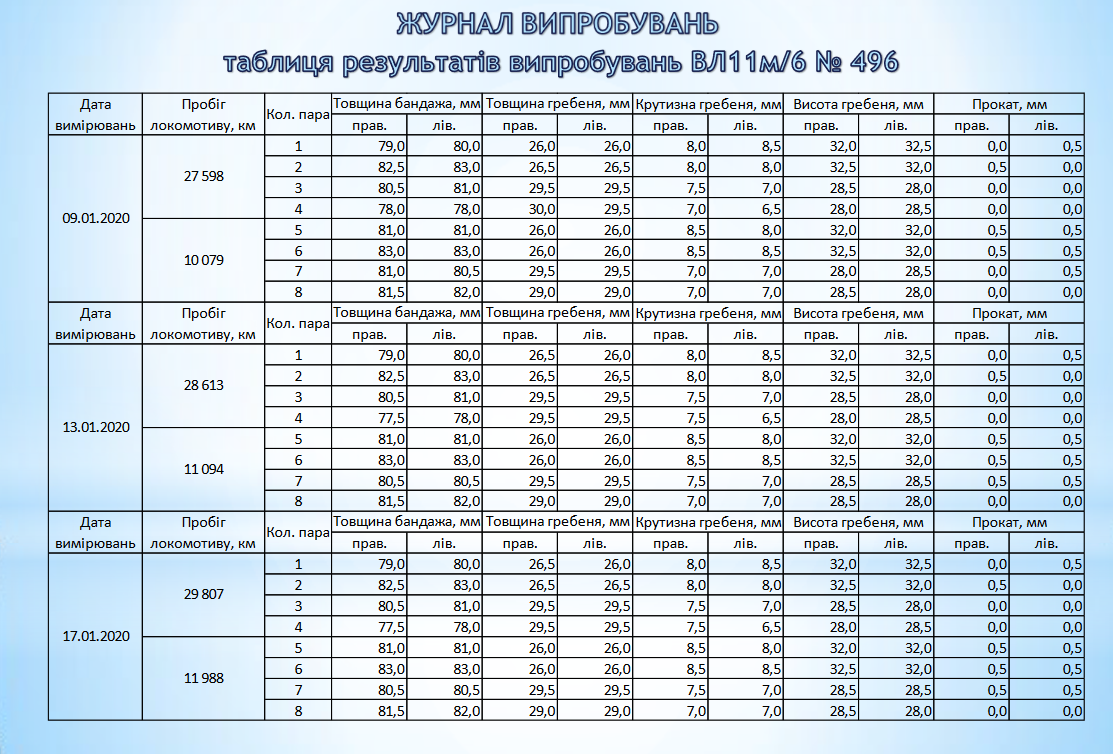 ЖУРНАЛ ВИПРОБУВАНЬ
таблиця результатів випробувань ВЛ11м/6 № 496
Дата вимірювань Пробіг локомотиву, км Кол. пара Товщина бандажа, мм Товщина гребеня, мм Крутизна гребеня, мм Висота гребеня, мм Прокат, мм
прав. лів. прав. лів. прав. лів. прав. лів. прав. лів.
09.01.2020 27 598 1 79,0 80,0 26,0 26,0 8,0 8,5 32,0 32,5 0,0 0,5
2 82,5 83,0 26,5 26,5 8,0 8,0 32,5 32,0 0,5 0,0
3 80,5 81,0 29,5 29,5 7,5 7,0 28,5 28,0 0,0 0,0
4 78,0 78,0 30,0 29,5 7,0 6,5 28,0 28,5 0,0 0,0
10 079 5 81,0 81,0 26,0 26,0 8,5 8,0 32,0 32,0 0,5 0,5
6 83,0 83,0 26,0 26,0 8,5 8,5 32,5 32,0 0,0 0,5
7 81,0 80,5 29,5 29,5 7,0 7,0 28,0 28,5 0,0 0,5
8 81,5 82,0 29,0 29,0 7,0 7,0 28,5 28,0 0,0 0,0
Дата вимірювань Пробіг локомотиву, км Кол. пара Товщина бандажа, мм Товщина гребеня, мм Крутизна гребеня, мм Висота гребеня, мм Прокат, мм
прав. лів. прав. лів. прав. лів. прав. лів. прав. лів.
13.01.2020 28 613 1 79,0 80,0 26,5 26,0 8,0 8,5 32,0 32,5 0,0 0,5
2 82,5 83,0 26,5 26,5 8,0 8,0 32,5 32,0 0,5 0,0
3 80,5 81,0 29,5 29,5 7,5 7,0 28,5 28,0 0,0 0,0
4 77,5 78,0 29,5 29,5 7,5 6,5 28,0 28,5 0,0 0,0
11 094 5 81,0 81,0 26,0 26,0 8,5 8,0 32,0 32,0 0,5 0,5
6 83,0 83,0 26,0 26,0 8,5 8,5 32,5 32,0 0,5 0,5
7 80,5 80,5 29,5 29,5 7,5 7,0 28,5 28,5 0,5 0,5
8 81,5 82,0 29,0 29,0 7,0 7,0 28,5 28,0 0,0 0,0
Дата вимірювань Пробіг локомотиву, км Кол. пара Товщина бандажа, мм Товщина гребеня, мм Крутизна гребеня, мм Висота гребеня, мм Прокат, мм
прав. лів. прав. лів. прав. лів. прав. лів. прав. лів.
17.01.2020 29 807 1 79,0 80,0 26,5 26,0 8,0 8,5 32,0 32,5 0,0 0,5
2 82,5 83,0 26,5 26,5 8,0 8,0 32,5 32,0 0,5 0,0
3 80,5 81,0 29,5 29,5 7,5 7,0 28,5 28,0 0,0 0,0
4 77,5 78,0 29,5 29,5 7,5 6,5 28,0 28,5 0,0 0,0
11 988 5 81,0 81,0 26,0 26,0 8,5 8,0 32,0 32,0 0,5 0,5
6 83,0 83,0 26,0 26,0 8,5 8,5 32,5 32,0 0,5 0,5
7 80,5 80,5 29,5 29,5 7,5 7,0 28,5 28,5 0,5 0,5
8 81,5 82,0 29,0 29,0 7,0 7,0 28,5 28,0 0,0 0,0